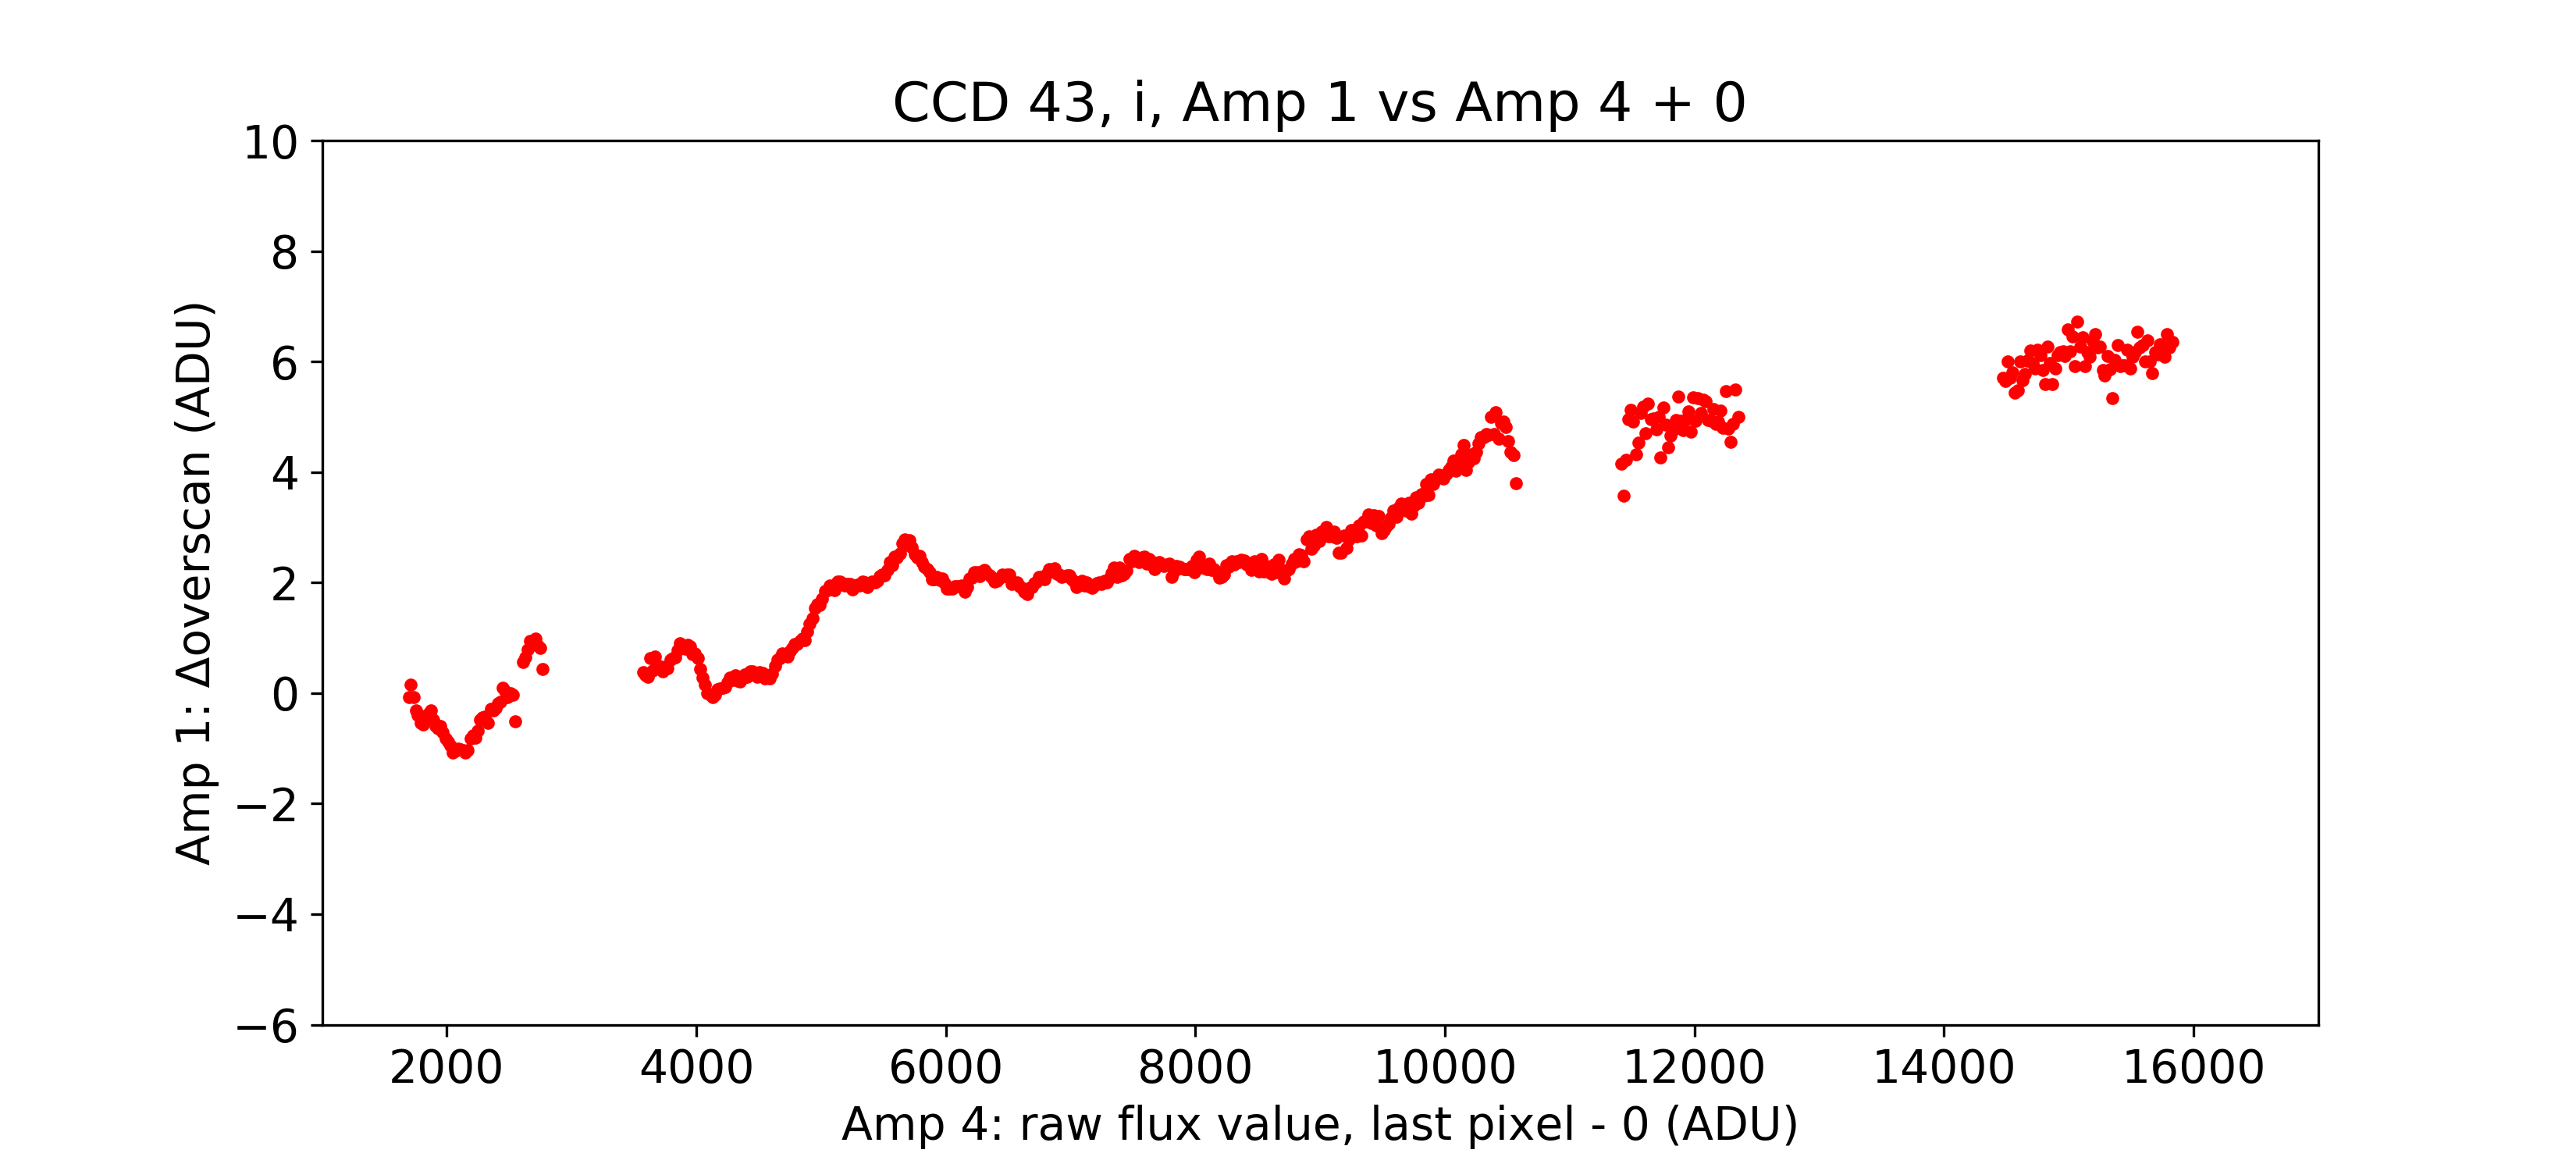 CCD 43, i, Amp 1 vs Amp 4 + 0
10
8
6
4
2
0
−2
−4
−6
Amp 1: Δoverscan (ADU)
2000 4000 6000 8000 10000 12000 14000 16000
Amp 4: raw flux value, last pixel - 0 (ADU)